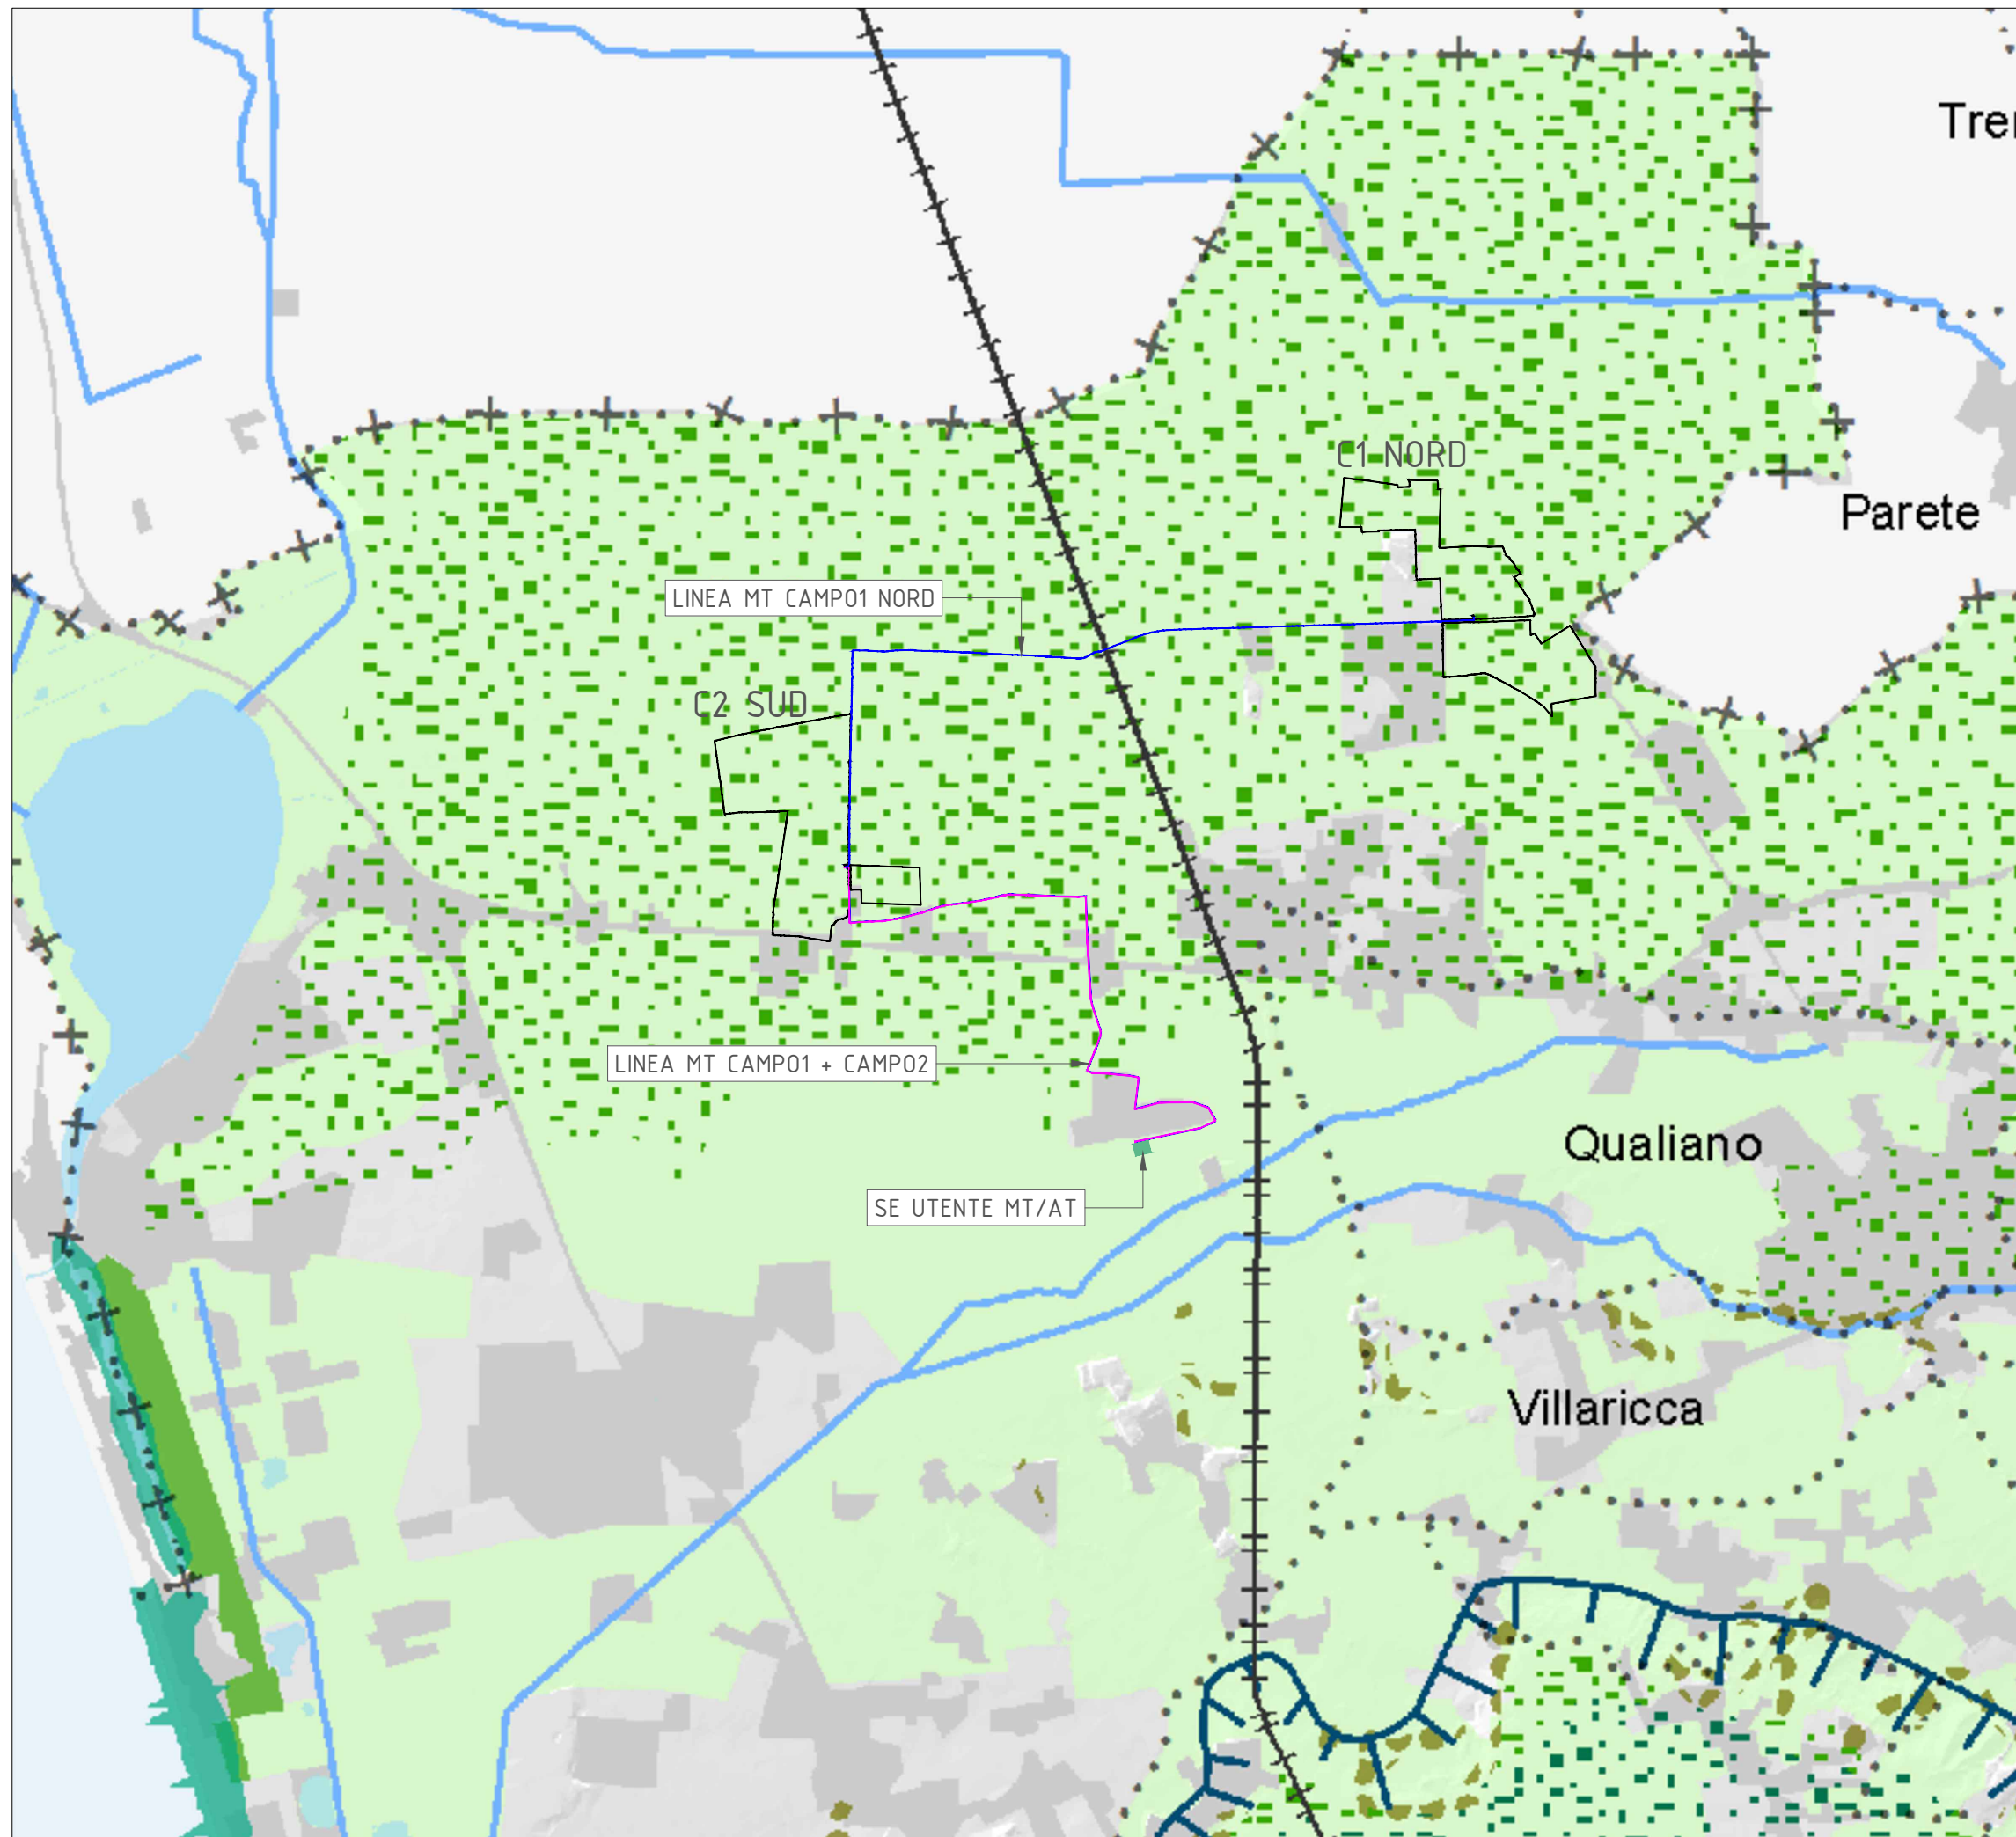 Tre
C1 NORD
Parete
LINEA MT CAMPO1 NORD
C2 SUD
LINEA MT CAMPO1 + CAMPO2
Qualiano
SE UTENTE MT/AT
Villaricca